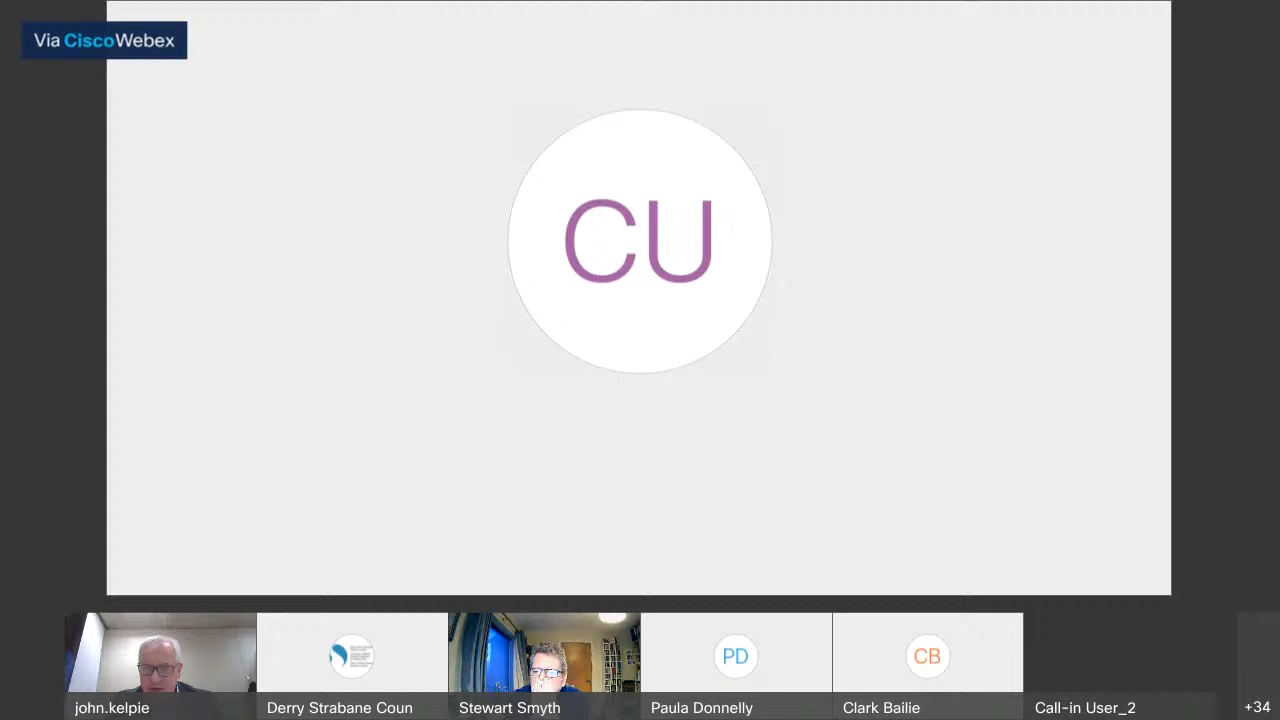 Via CiscoWebex
CU
PD
CB
john.kelpie
Derry Strabane Coun
Stewart Smyth
Paula Donnelly
Clark Bailie
Call-in User_2
+34